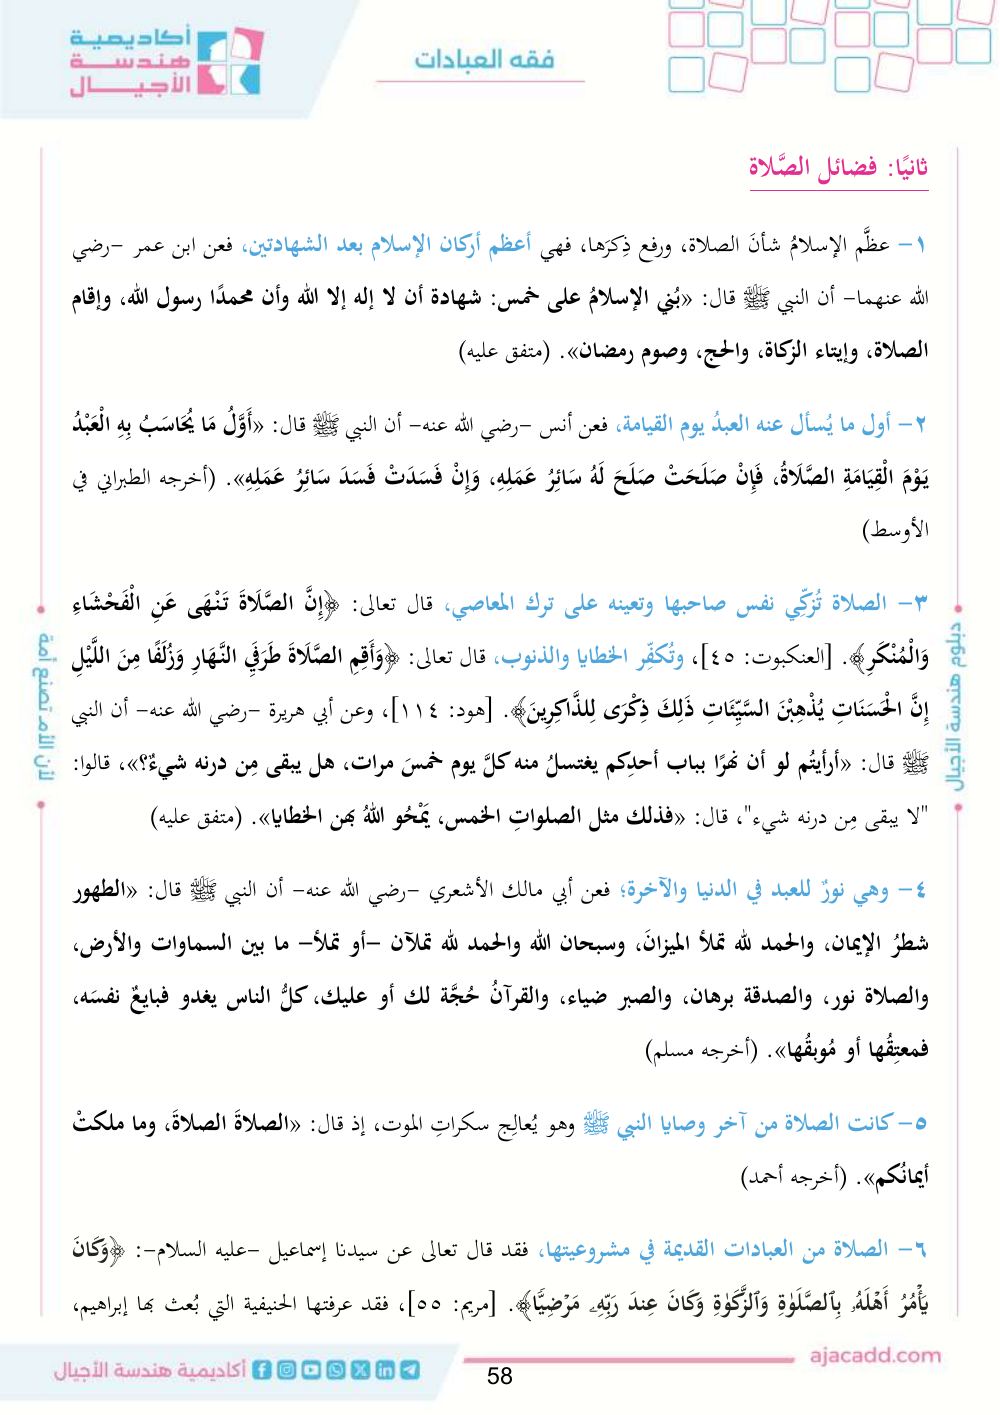 أكاديمية
هندسة
الأجيال
فقه العبادات
ثانيًا: فضائل الصَّلاة
١- عظَّم الإسلامُ شأنَ الصلاة، ورفع ذِكرَها، فهي أعظم أركان الإسلام بعد الشهادتين، فعن ابن عمر -رضي
الله عنهما- أن النبي ﷺ قال: «بُني الإسلامُ على خمس: شهادة أن لا إله إلا الله وأن محمدًا رسول الله، وإقام
الصلاة، وإيتاء الزكاة، والحج، وصوم رمضان». (متفق عليه)
٢- أول ما يُسأل عنه العبدُ يوم القيامة، فعن أنس -رضي الله عنه- أن النبي ﷺ قال: «أَوَّلُ مَا يُحَاسَبُ بِهِ الْعَبْدُ
يَوْمَ الْقِيَامَةِ الصَّلَاةُ، فَإِنْ صَلَحَتْ صَلَحَ لَهُ سَائِرُ عَمَلِهِ، وَإِنْ فَسَدَتْ فَسَدَ سَائِرُ عَمَلِهِ». (أخرجه الطبراني في
الأوسط)
٣- الصلاة تُزكِّي نفس صاحبها وتعينه على ترك المعاصي، قال تعالى: ﴿إِنَّ الصَّلَاةَ تَنْهَى عَنِ الْفَحْشَاءِ
وَالْمُنْكَرِ﴾. [العنكبوت: ٤٥]، وتُكفِّر الخطايا والذنوب، قال تعالى: ﴿وَأَقِمِ الصَّلَاةَ طَرَفَيِ النَّهَارِ وَزُلَفًا مِنَ اللَّيْلِ
إِنَّ الْحَسَنَاتِ يُذْهِبْنَ السَّيِّئَاتِ ذَلِكَ ذِكْرَى لِلذَّاكِرِينَ﴾. [هود: ١١٤]، وعن أبي هريرة -رضي الله عنه- أن النبي
ﷺ قال: «أرأيتُم لو أن نهرًا بباب أحدِكم يغتسلُ منه كلَّ يوم خمسَ مرات، هل يبقى مِن درنه شيءٌ؟»، قالوا:
"لا يبقى مِن درنه شيء"، قال: «فذلك مثل الصلواتِ الخمس، يَمْحُو اللهُ بهن الخطايا». (متفق عليه)
٤- وهي نورٌ للعبد في الدنيا والآخرة؛ فعن أبي مالك الأشعري -رضي الله عنه- أن النبي ﷺ قال: «الطهور
شطرُ الإيمان، والحمد لله تملأ الميزانَ، وسبحان الله والحمد لله تملآن -أو تملأ- ما بين السماوات والأرض،
والصلاة نور، والصدقة برهان، والصبر ضياء، والقرآنُ حُجَّة لك أو عليك، كلُّ الناس يغدو فبايعٌ نفسَه،
فمعتِقُها أو مُوبقُها». (أخرجه مسلم)
٥- كانت الصلاة من آخر وصايا النبي ﷺ وهو يُعالِج سكراتِ الموت، إذ قال: «الصلاةَ الصلاةَ، وما ملكتْ
أيمانُكم». (أخرجه أحمد)
٦- الصلاة من العبادات القديمة في مشروعيتها، فقد قال تعالى عن سيدنا إسماعيل -عليه السلام-: ﴿وَكَانَ
يَأْمُرُ أَهْلَهُۥ بِٱلصَّلَوٰةِ وَٱلزَّكَوٰةِ وَكَانَ عِندَ رَبِّهِۦ مَرْضِيًّا﴾. [مريم: ٥٥]، فقد عرفتها الحنيفية التي بُعث بها إبراهيم،
دبلوم هندسة الأجيال
لأن الأمـ تصنع أمة
ajacadd.com
58
أكاديمية هندسة الأجيال